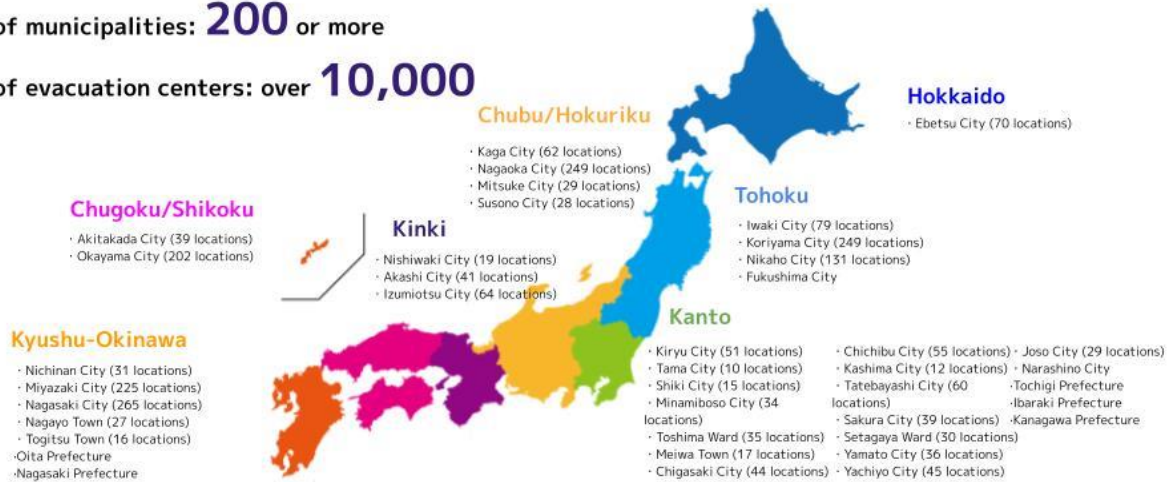 of municipalities: 200 or more
of evacuation centers: over 10,000
Hokkaido
· Ebetsu City (70 locations)
Chubu/Hokuriku
· Kaga City (62 locations)
· Nagaoka City (249 locations)
· Mitsuke City (29 locations)
· Susono City (28 locations)
Tohoku
· Iwaki City (79 locations)
· Koriyama City (249 locations)
· Nikaho City (131 locations)
· Fukushima City
Chugoku/Shikoku
· Akitakada City (39 locations)
· Okayama City (202 locations)
Kinki
· Nishiwaki City (19 locations)
· Akashi City (41 locations)
· Izumiotsu City (64 locations)
Kyushu-Okinawa
· Nichinan City (31 locations)
· Miyazaki City (225 locations)
· Nagasaki City (265 locations)
· Nagayo Town (27 locations)
· Togitsu Town (16 locations)
·Oita Prefecture
·Nagasaki Prefecture
Kanto
· Kiryu City (51 locations)
· Tama City (10 locations)
· Shiki City (15 locations)
· Minamiboso City (34
locations)
· Toshima Ward (35 locations)
· Meiwa Town (17 locations)
· Chigasaki City (44 locations)
· Chichibu City (55 locations)
· Kashima City (12 locations)
· Tatebayashi City (60
locations)
· Sakura City (39 locations)
· Setagaya Ward (30 locations)
· Yamato City (36 locations)
· Yachiyo City (45 locations)
· Joso City (29 locations)
· Narashino City
·Tochigi Prefecture
·Ibaraki Prefecture
·Kanagawa Prefecture